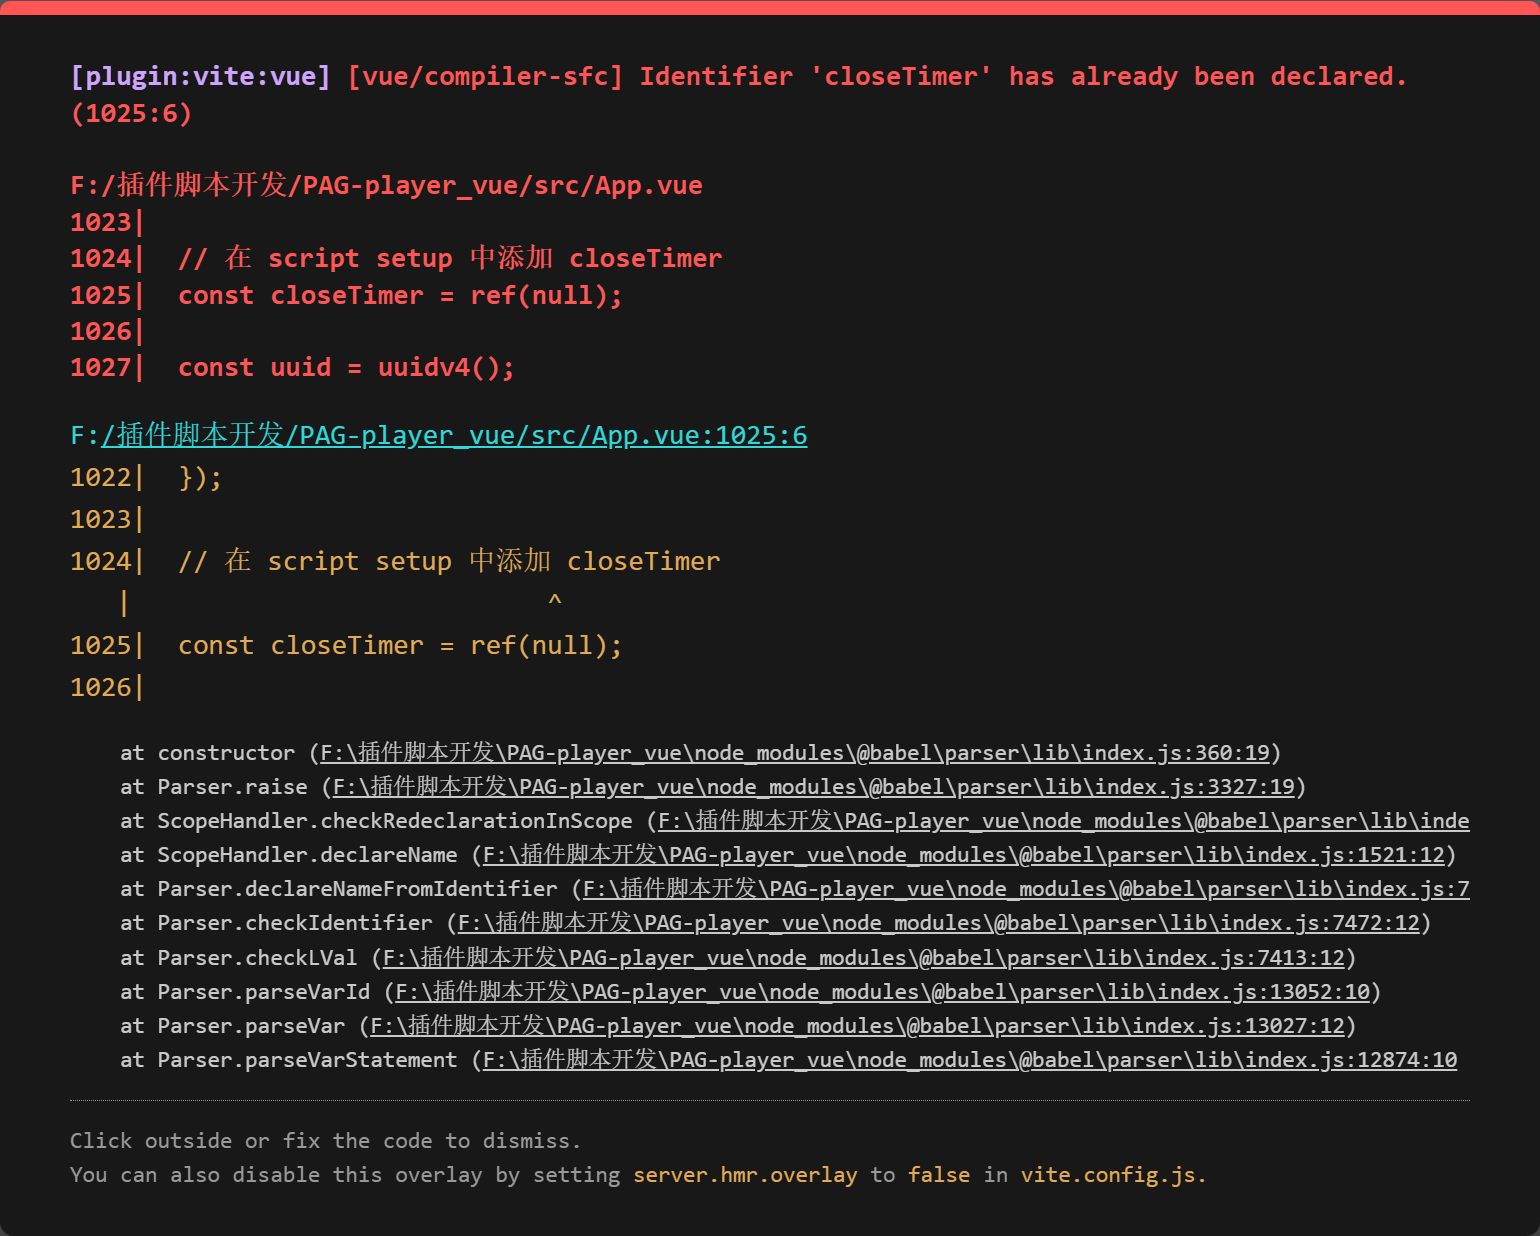 [plugin:vite:vue] [vue/compiler-sfc] Identifier 'closeTimer' has already been declared.
(1025:6)
F:/插件脚本开发/PAG-player_vue/src/App.vue
1023|
1024|  // 在 script setup 中添加 closeTimer
1025|  const closeTimer = ref(null);
1026|
1027|  const uuid = uuidv4();
F:/插件脚本开发/PAG-player_vue/src/App.vue:1025:6
1022|  });
1023|
1024|  // 在 script setup 中添加 closeTimer
|                            ^
1025|  const closeTimer = ref(null);
1026|
at constructor (F:\插件脚本开发\PAG-player_vue\node_modules\@babel\parser\lib\index.js:360:19)
at Parser.raise (F:\插件脚本开发\PAG-player_vue\node_modules\@babel\parser\lib\index.js:3327:19)
at ScopeHandler.checkRedeclarationInScope (F:\插件脚本开发\PAG-player_vue\node_modules\@babel\parser\lib\inde
at ScopeHandler.declareName (F:\插件脚本开发\PAG-player_vue\node_modules\@babel\parser\lib\index.js:1521:12)
at Parser.declareNameFromIdentifier (F:\插件脚本开发\PAG-player_vue\node_modules\@babel\parser\lib\index.js:7
at Parser.checkIdentifier (F:\插件脚本开发\PAG-player_vue\node_modules\@babel\parser\lib\index.js:7472:12)
at Parser.checkLVal (F:\插件脚本开发\PAG-player_vue\node_modules\@babel\parser\lib\index.js:7413:12)
at Parser.parseVarId (F:\插件脚本开发\PAG-player_vue\node_modules\@babel\parser\lib\index.js:13052:10)
at Parser.parseVar (F:\插件脚本开发\PAG-player_vue\node_modules\@babel\parser\lib\index.js:13027:12)
at Parser.parseVarStatement (F:\插件脚本开发\PAG-player_vue\node_modules\@babel\parser\lib\index.js:12874:10
Click outside or fix the code to dismiss.
You can also disable this overlay by setting server.hmr.overlay to false in vite.config.js.